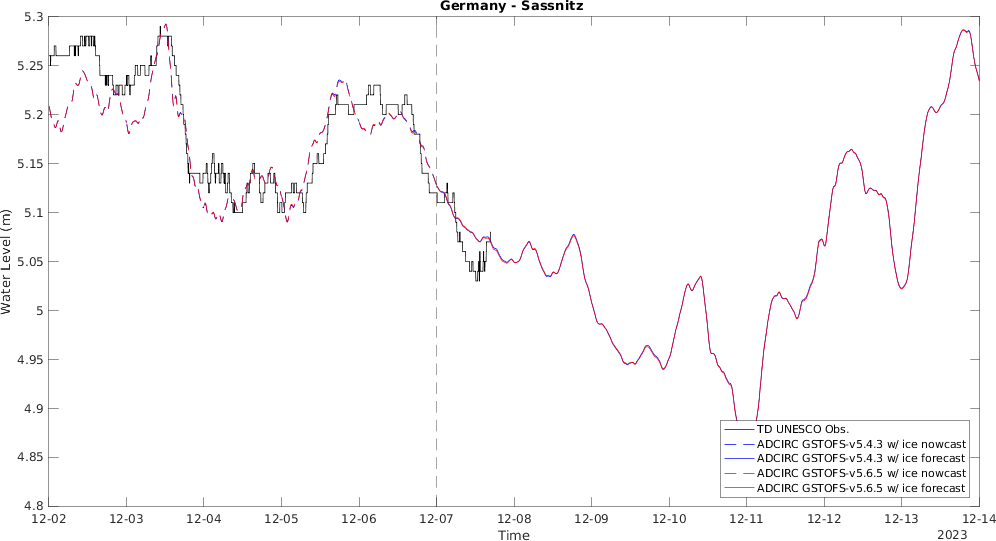 Germany - Sassnitz
5.3
5.25
5.2
5.15
5.1
5.05
5
4.95
4.9
4.85
4.8
Water Level (m)
TD UNESCO Obs.
ADCIRC GSTOFS-v5.4.3 w/ ice nowcast
ADCIRC GSTOFS-v5.4.3 w/ ice forecast
ADCIRC GSTOFS-v5.6.5 w/ ice nowcast
ADCIRC GSTOFS-v5.6.5 w/ ice forecast
12-02 12-03 12-04 12-05 12-06 12-07 12-08 12-09 12-10 12-11 12-12 12-13 12-14
Time
2023